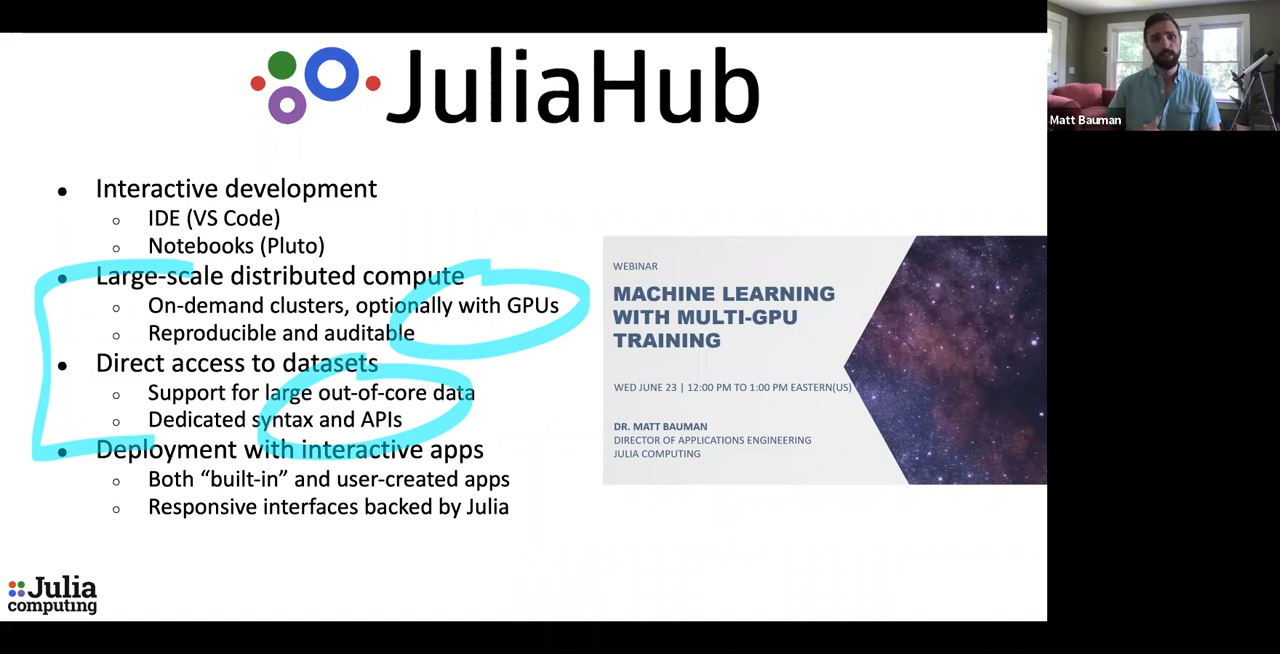 JuliaHub
Matt Bauman
● Interactive development
○ IDE (VS Code)
○ Notebooks (Pluto)
● Large-scale distributed compute
○ On-demand clusters, optionally with GPUs
○ Reproducible and auditable
● Direct access to datasets
○ Support for large out-of-core data
○ Dedicated syntax and APIs
● Deployment with interactive apps
○ Both “built-in” and user-created apps
○ Responsive interfaces backed by Julia
WEBINAR
MACHINE LEARNING
WITH MULTI-GPU
TRAINING
WED JUNE 23 | 12:00 PM TO 1:00 PM EASTERN(US)
DR. MATT BAUMAN
DIRECTOR OF APPLICATIONS ENGINEERING
JULIA COMPUTING
Julia
computing